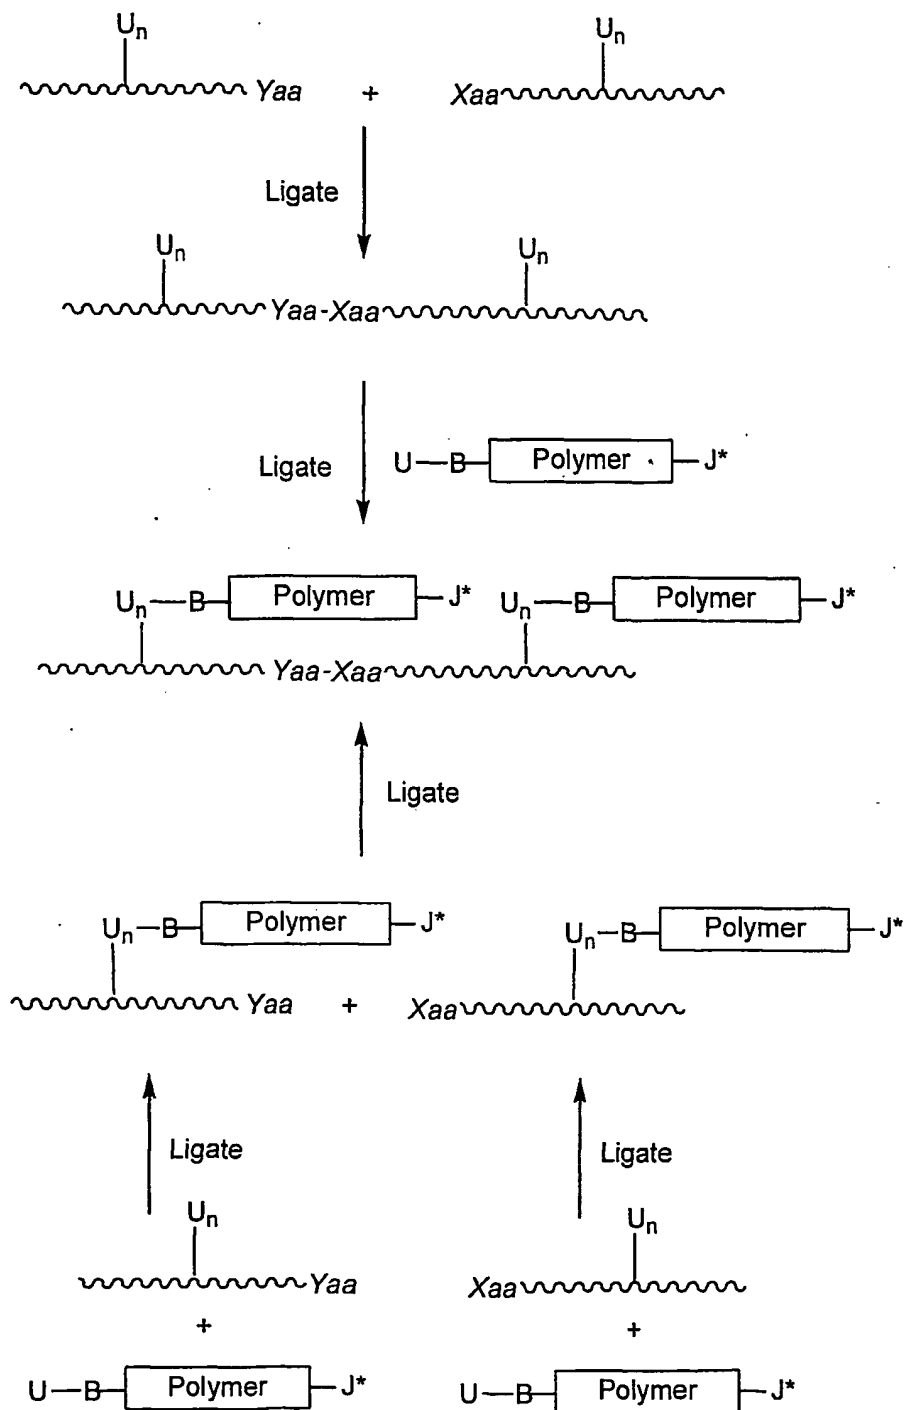 Uₙ Uₙ
Yaa + Xaa
Ligate
Uₙ Uₙ
Yaa-Xaa
Ligate U—B—Polymer—J*
Uₙ—B—Polymer—J* Uₙ—B—Polymer—J*
Yaa-Xaa
Ligate
Uₙ—B—Polymer—J* Uₙ—B—Polymer—J*
Yaa + Xaa
Ligate Ligate
Uₙ Uₙ
Yaa Xaa
+ +
U—B—Polymer—J* U—B—Polymer—J*